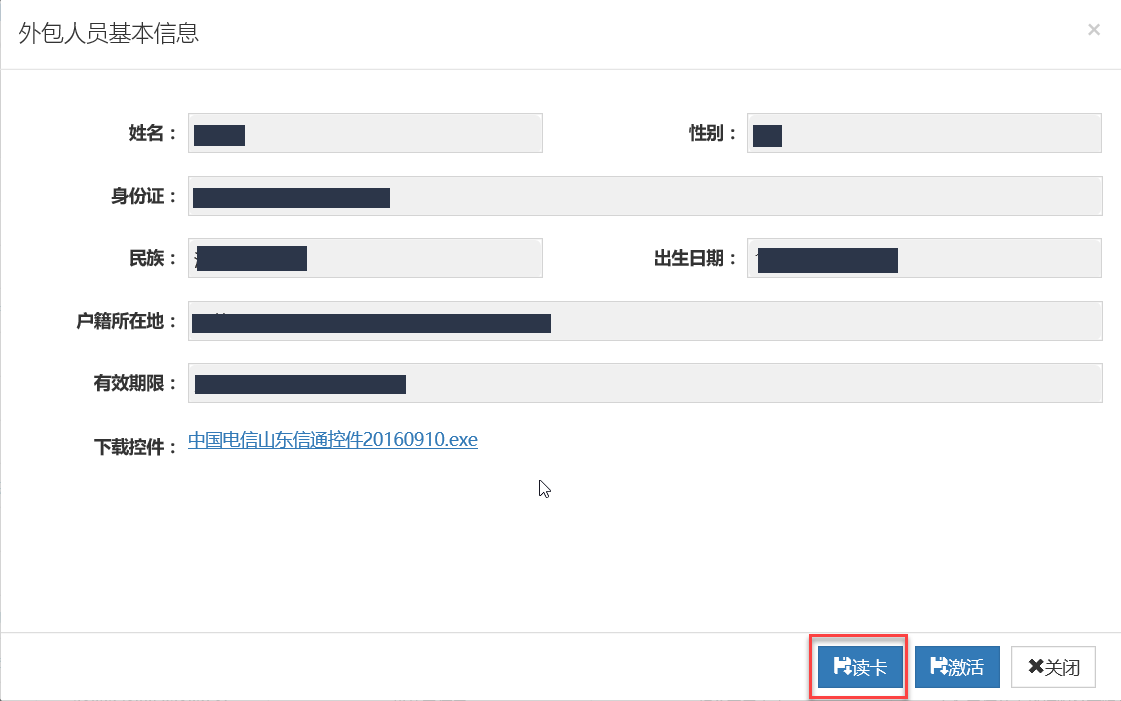 外包人员基本信息 ×
姓名： 性别：
身份证：
民族： 出生日期：
户籍所在地：
有效期限：
下载控件： 中国电信山东信通控件20160910.exe
读卡 激活 ✖关闭